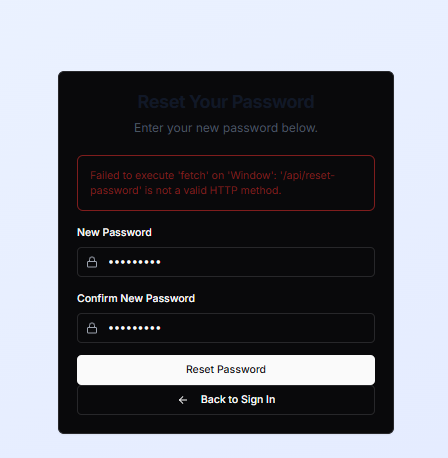 Reset Your Password
Enter your new password below.
Failed to execute 'fetch' on 'Window': '/api/reset-
password' is not a valid HTTP method.
New Password
•••••••••
Confirm New Password
•••••••••
Reset Password
Back to Sign In